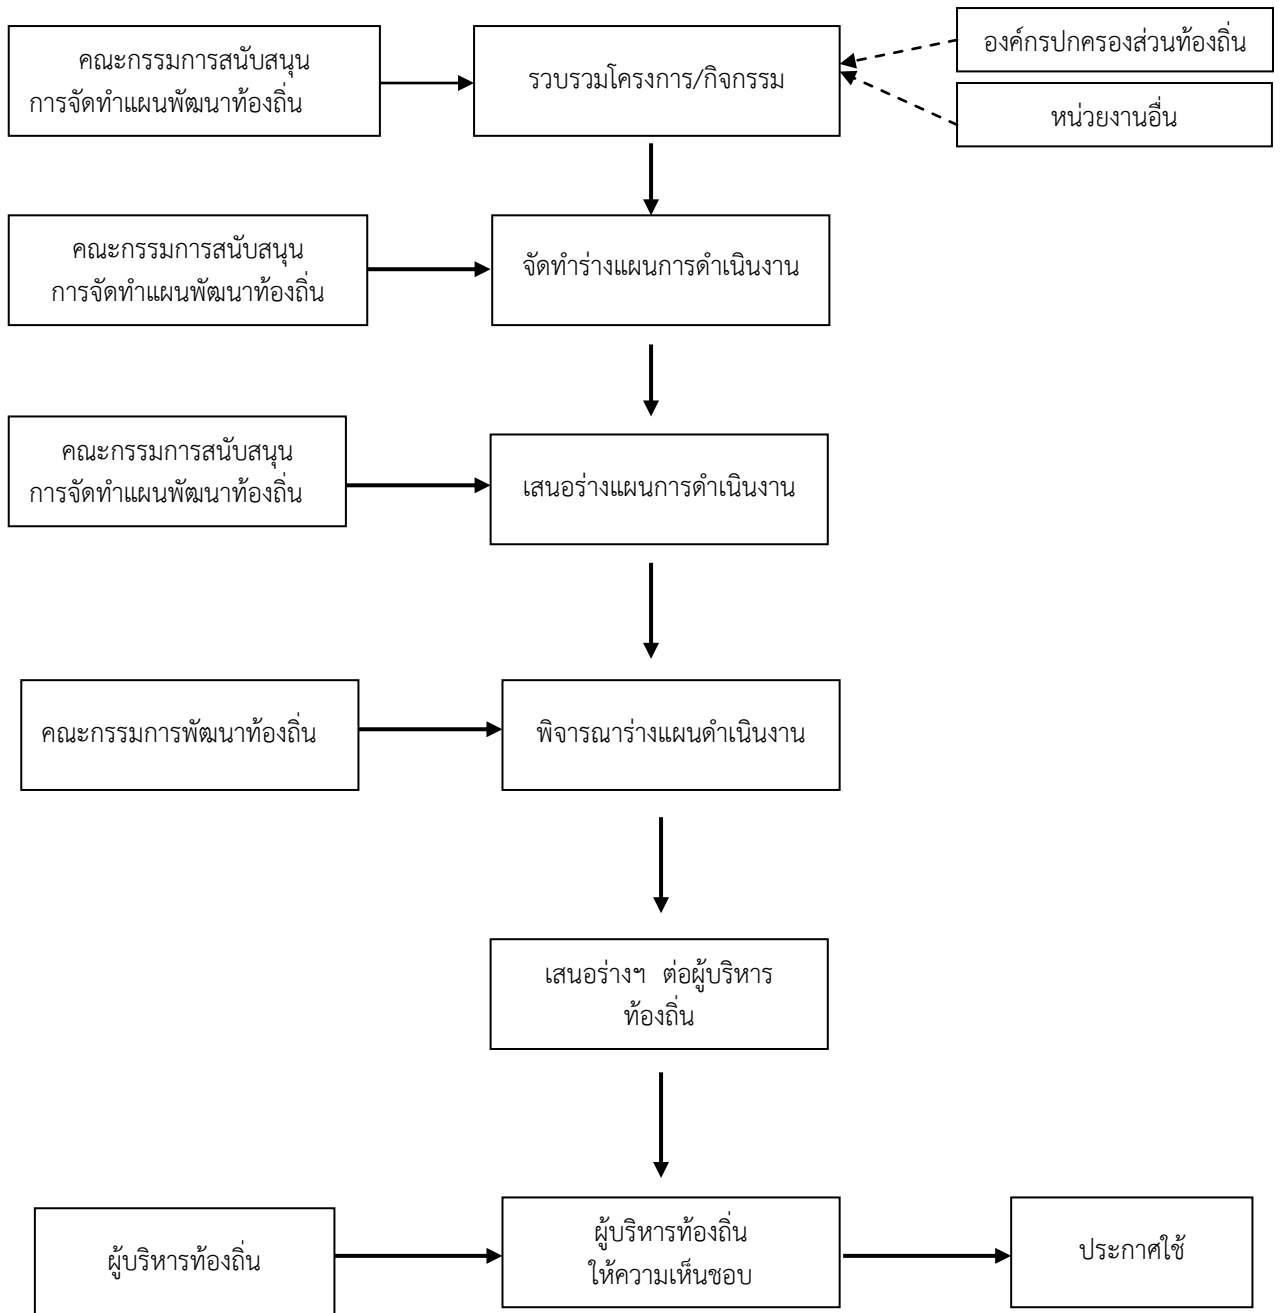 คณะกรรมการสนับสนุน
การจัดทำแผนพัฒนาท้องถิ่น
รวบรวมโครงการ/กิจกรรม
องค์กรปกครองส่วนท้องถิ่น
หน่วยงานอื่น
คณะกรรมการสนับสนุน
การจัดทำแผนพัฒนาท้องถิ่น
จัดทำร่างแผนการดำเนินงาน
คณะกรรมการสนับสนุน
การจัดทำแผนพัฒนาท้องถิ่น
เสนอร่างแผนการดำเนินงาน
คณะกรรมการพัฒนาท้องถิ่น
พิจารณาร่างแผนดำเนินงาน
เสนอร่างฯ ต่อผู้บริหาร
ท้องถิ่น
ผู้บริหารท้องถิ่น
ผู้บริหารท้องถิ่น
ให้ความเห็นชอบ
ประกาศใช้